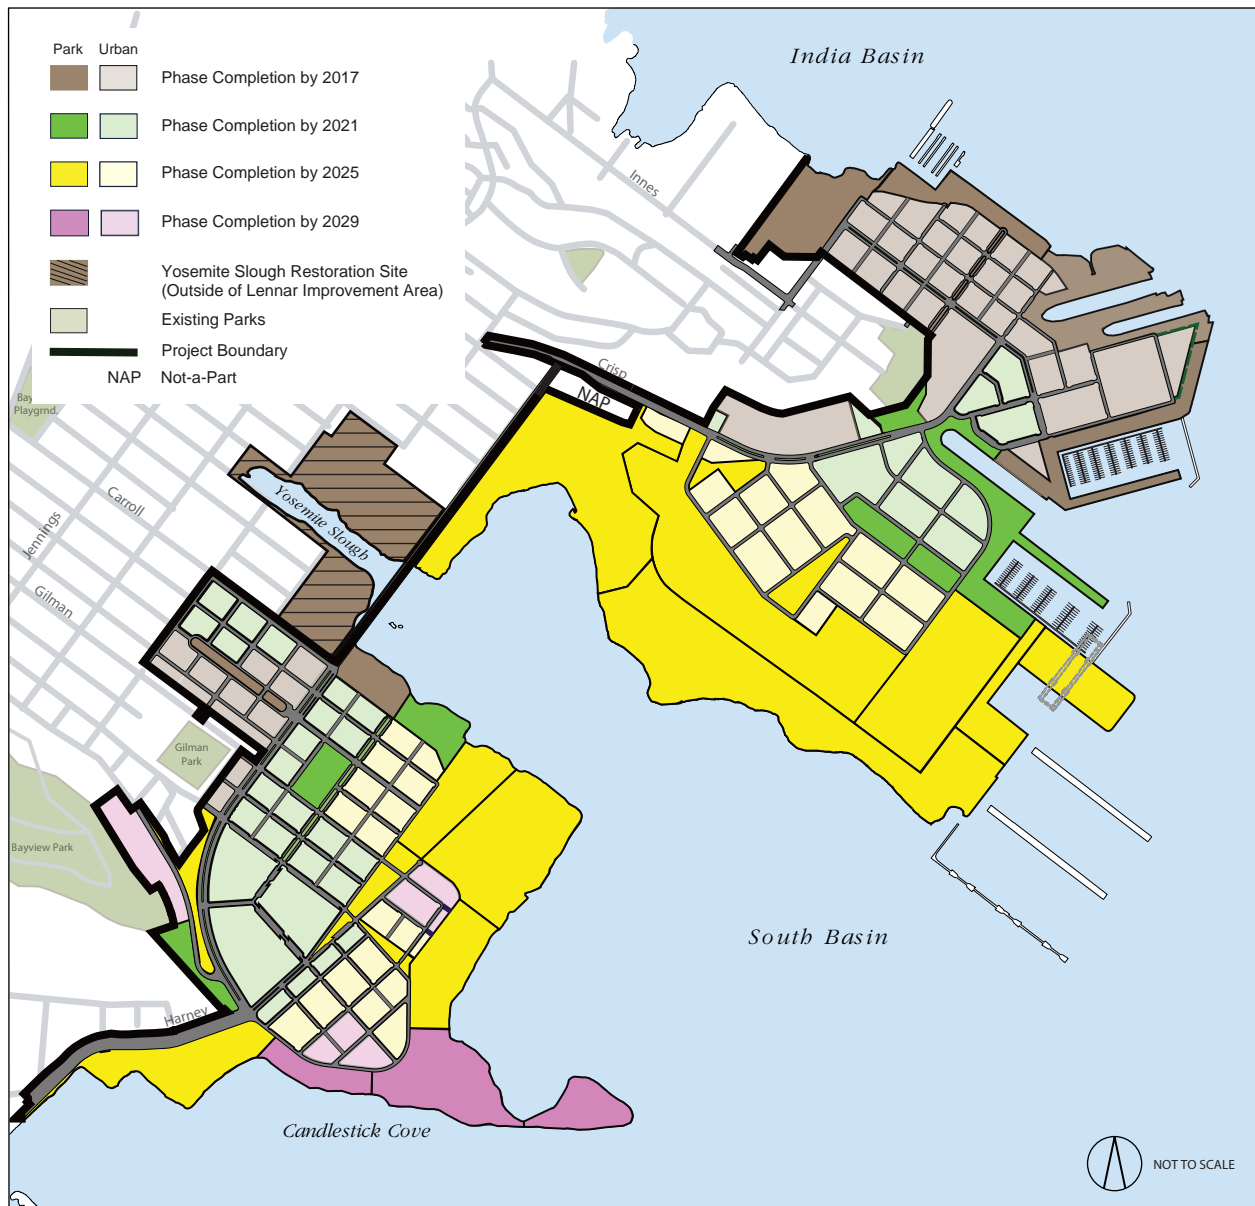 India Basin
Park Urban
Phase Completion by 2017
Phase Completion by 2021
Phase Completion by 2025
Phase Completion by 2029
Yosemite Slough Restoration Site
(Outside of Lennar Improvement Area)
Existing Parks
Project Boundary
NAP Not-a-Part
Innes
Crisp
NAP
Playgrnd.
Yosemite Slough
Carroll
Jennings
Gilman
Gilman
Park
Bayview Park
South Basin
Harney
Candlestick Cove
NOT TO SCALE